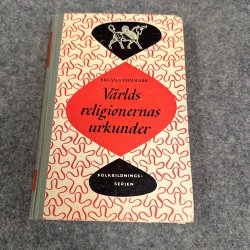 ERLAND EHNMARK
Världs
religionernas
urkunder
FOLKBILDNINGS-
SERIEN